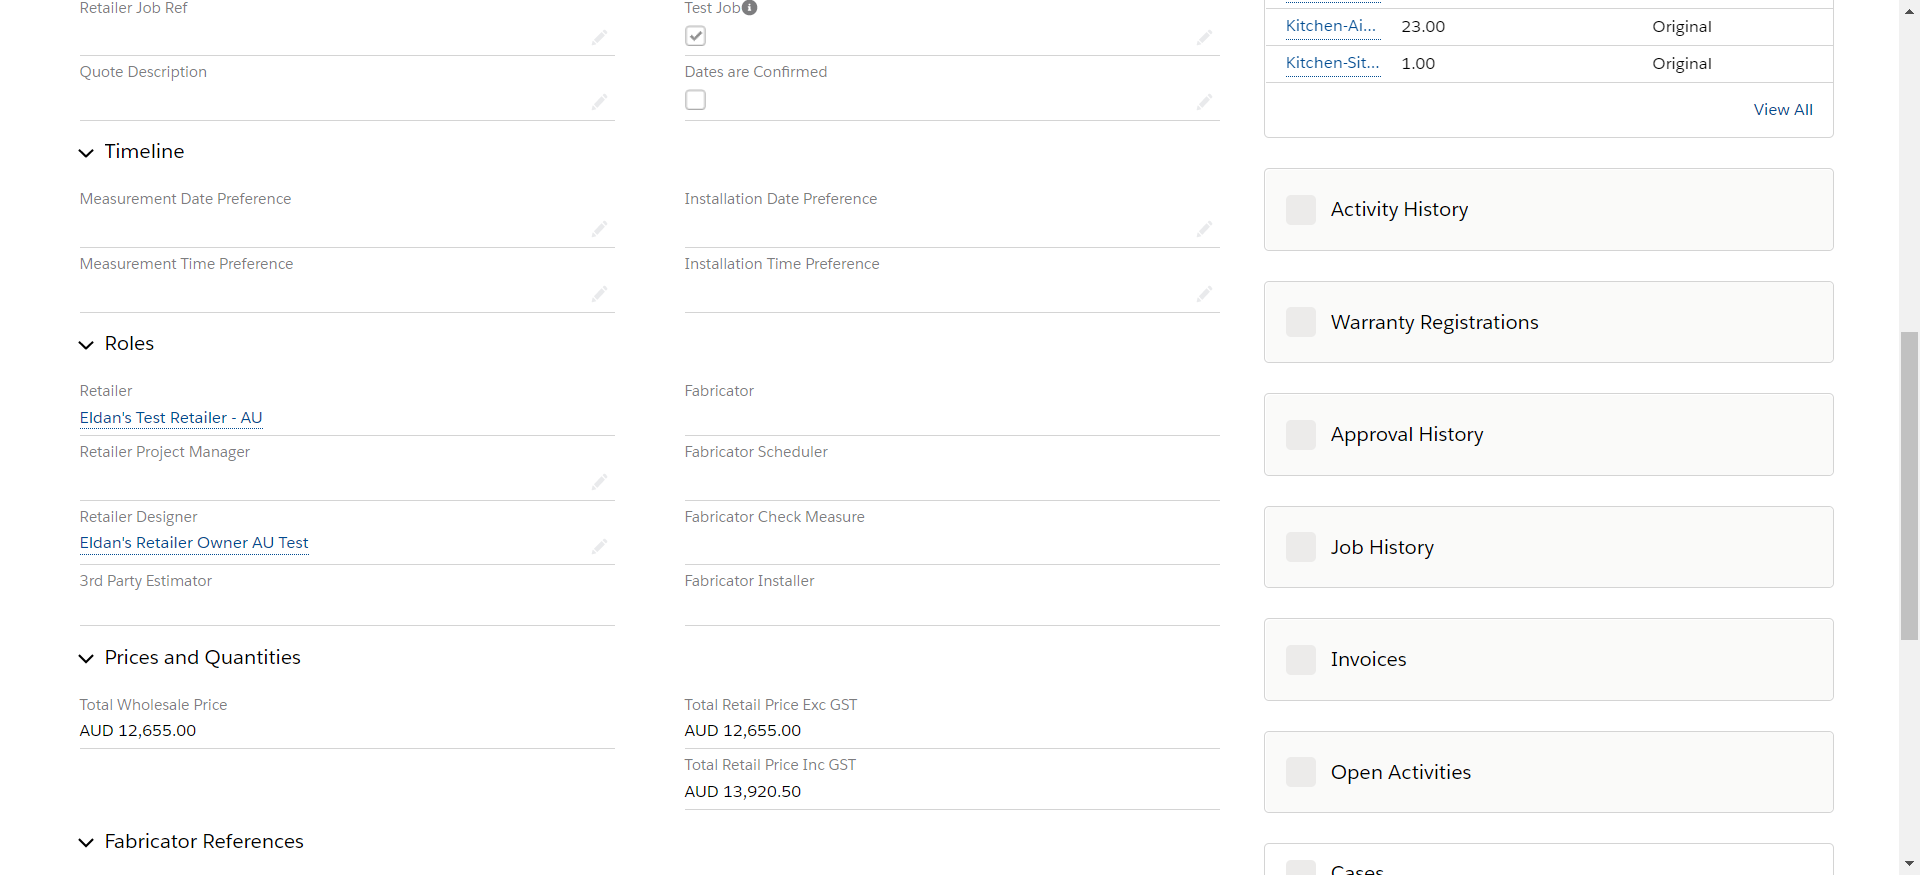 Retailer Job Ref
Test Job
Quote Description
Dates are Confirmed
Timeline
Measurement Date Preference
Installation Date Preference
Measurement Time Preference
Installation Time Preference
Roles
Retailer
Eldan's Test Retailer - AU
Fabricator
Retailer Project Manager
Fabricator Scheduler
Retailer Designer
Eldan's Retailer Owner AU Test
Fabricator Check Measure
3rd Party Estimator
Fabricator Installer
Prices and Quantities
Total Wholesale Price
AUD 12,655.00
Total Retail Price Exc GST
AUD 12,655.00
Total Retail Price Inc GST
AUD 13,920.50
Fabricator References
Kitchen-Ai... 23.00 Original
Kitchen-Sit... 1.00 Original
View All
Activity History
Warranty Registrations
Approval History
Job History
Invoices
Open Activities
Cases